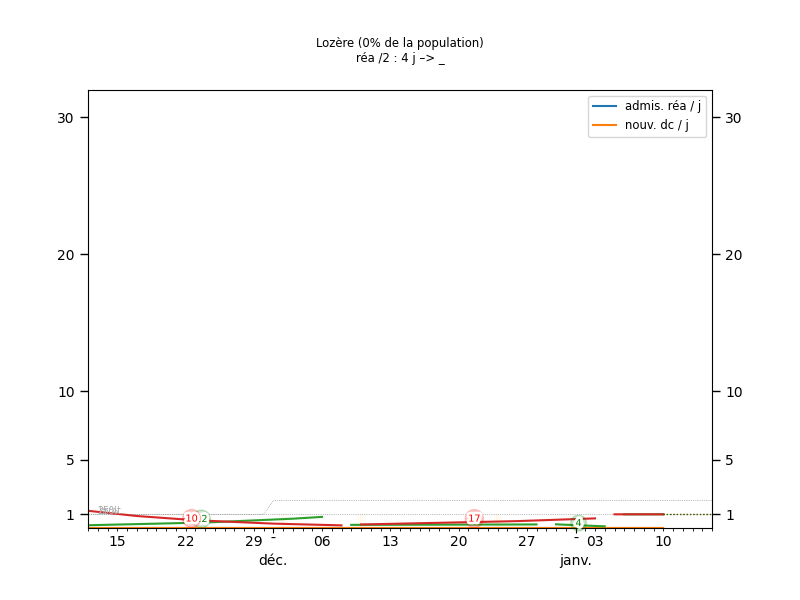 Lozère (0% de la population)
réa /2 : 4 j –> _
admis. réa / j
nouv. dc / j
30 30
20 20
10 10
5 5
1 1
10 2 17 4
15 22 29 - 06 13 20 27 - 03 10
déc. janv.